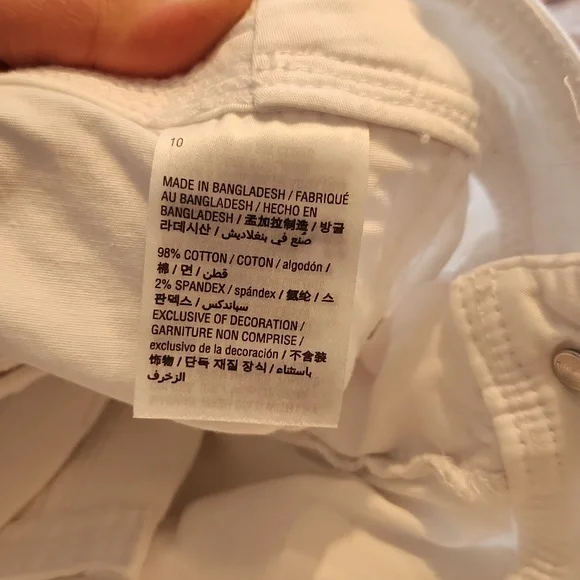 10
MADE IN BANGLADESH / FABRIQUÉ
AU BANGLADESH / HECHO EN
BANGLADESH / 孟加拉制造 / 방글
라데시산 / صنع في بنغلاديش
98% COTTON / COTON / algodón /
棉 / 면 / قطن
2% SPANDEX / spándex / 氨纶 / 스
판덱스 / سباندكس
EXCLUSIVE OF DECORATION /
GARNITURE NON COMPRISE /
exclusivo de la decoración / 不含装
饰物 / 단독 재질 장식 / باستثناء
الزخرف